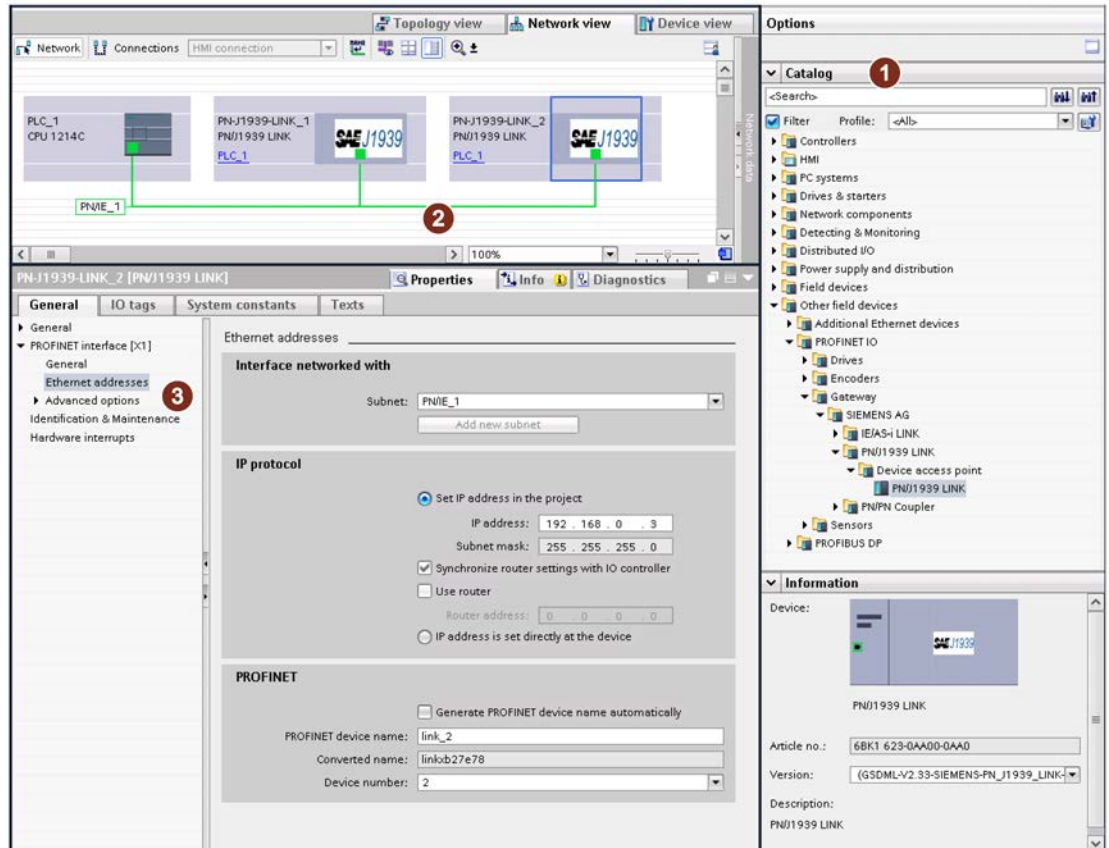 Topology view
Network view
Device view
Network
Connections
HMI connection
PLC_1
CPU 1214C
PN-J1939-LINK_1
PN/J1939 LINK
PLC_1
SAE J1939
PN-J1939-LINK_2
PN/J1939 LINK
PLC_1
SAE J1939
PN/IE_1
2
100%
Network data
PN-J1939-LINK_2 [PN/J1939 LINK]
Properties
Info
Diagnostics
General
IO tags
System constants
Texts
General
PROFINET interface [X1]
General
Ethernet addresses
Advanced options
3
Identification & Maintenance
Hardware interrupts
Ethernet addresses
Interface networked with
Subnet: PN/IE_1
Add new subnet
IP protocol
Set IP address in the project
IP address: 192 . 168 . 0 . 3
Subnet mask: 255 . 255 . 255 . 0
Synchronize router settings with IO controller
Use router
Router address: 0 . 0 . 0 . 0
IP address is set directly at the device
PROFINET
Generate PROFINET device name automatically
PROFINET device name: link_2
Converted name: linkxb27e78
Device number: 2
Options
Catalog
1
<Search>
Filter Profile: <All>
Controllers
HMI
PC systems
Drives & starters
Network components
Detecting & Monitoring
Distributed I/O
Power supply and distribution
Field devices
Other field devices
Additional Ethernet devices
PROFINET IO
Drives
Encoders
Gateway
SIEMENS AG
IE/AS-i LINK
PN/J1939 LINK
Device access point
PN/J1939 LINK
PN/PN Coupler
Sensors
PROFIBUS DP
Information
Device:
SAE J1939
PN/J1939 LINK
Article no.: 6BK1 623-0AA00-0AA0
Version: (GSDML-V2.33-SIEMENS-PN_J1939_LINK-
Description:
PN/J1939 LINK